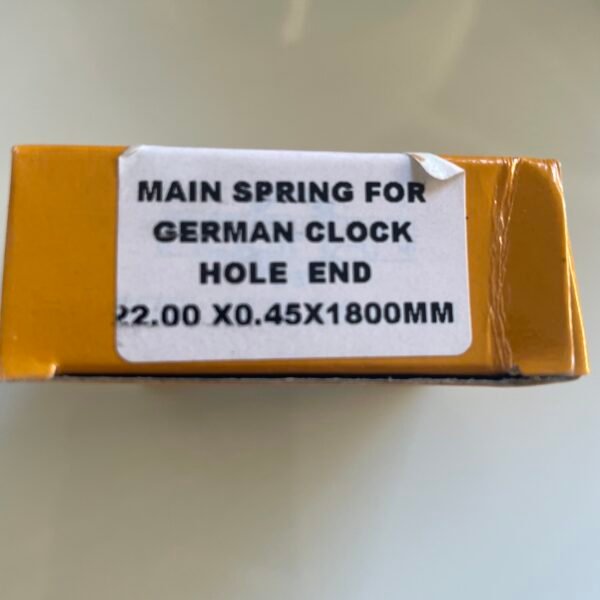 MAIN SPRING FOR
GERMAN CLOCK
HOLE END
22.00 X0.45X1800MM